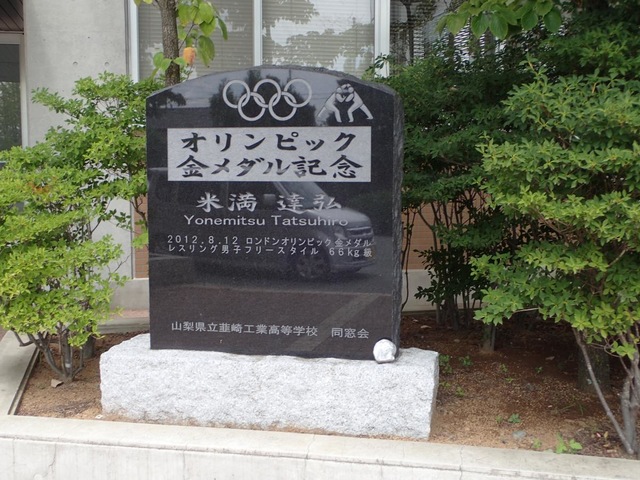 オリンピック
金メダル記念
米満 達弘
Yonemitsu Tatsuhiro
2012.8.12 ロンドンオリンピック金メダル
レスリング男子フリースタイル 66kg級
山梨県立韮崎工業高等学校 同窓会